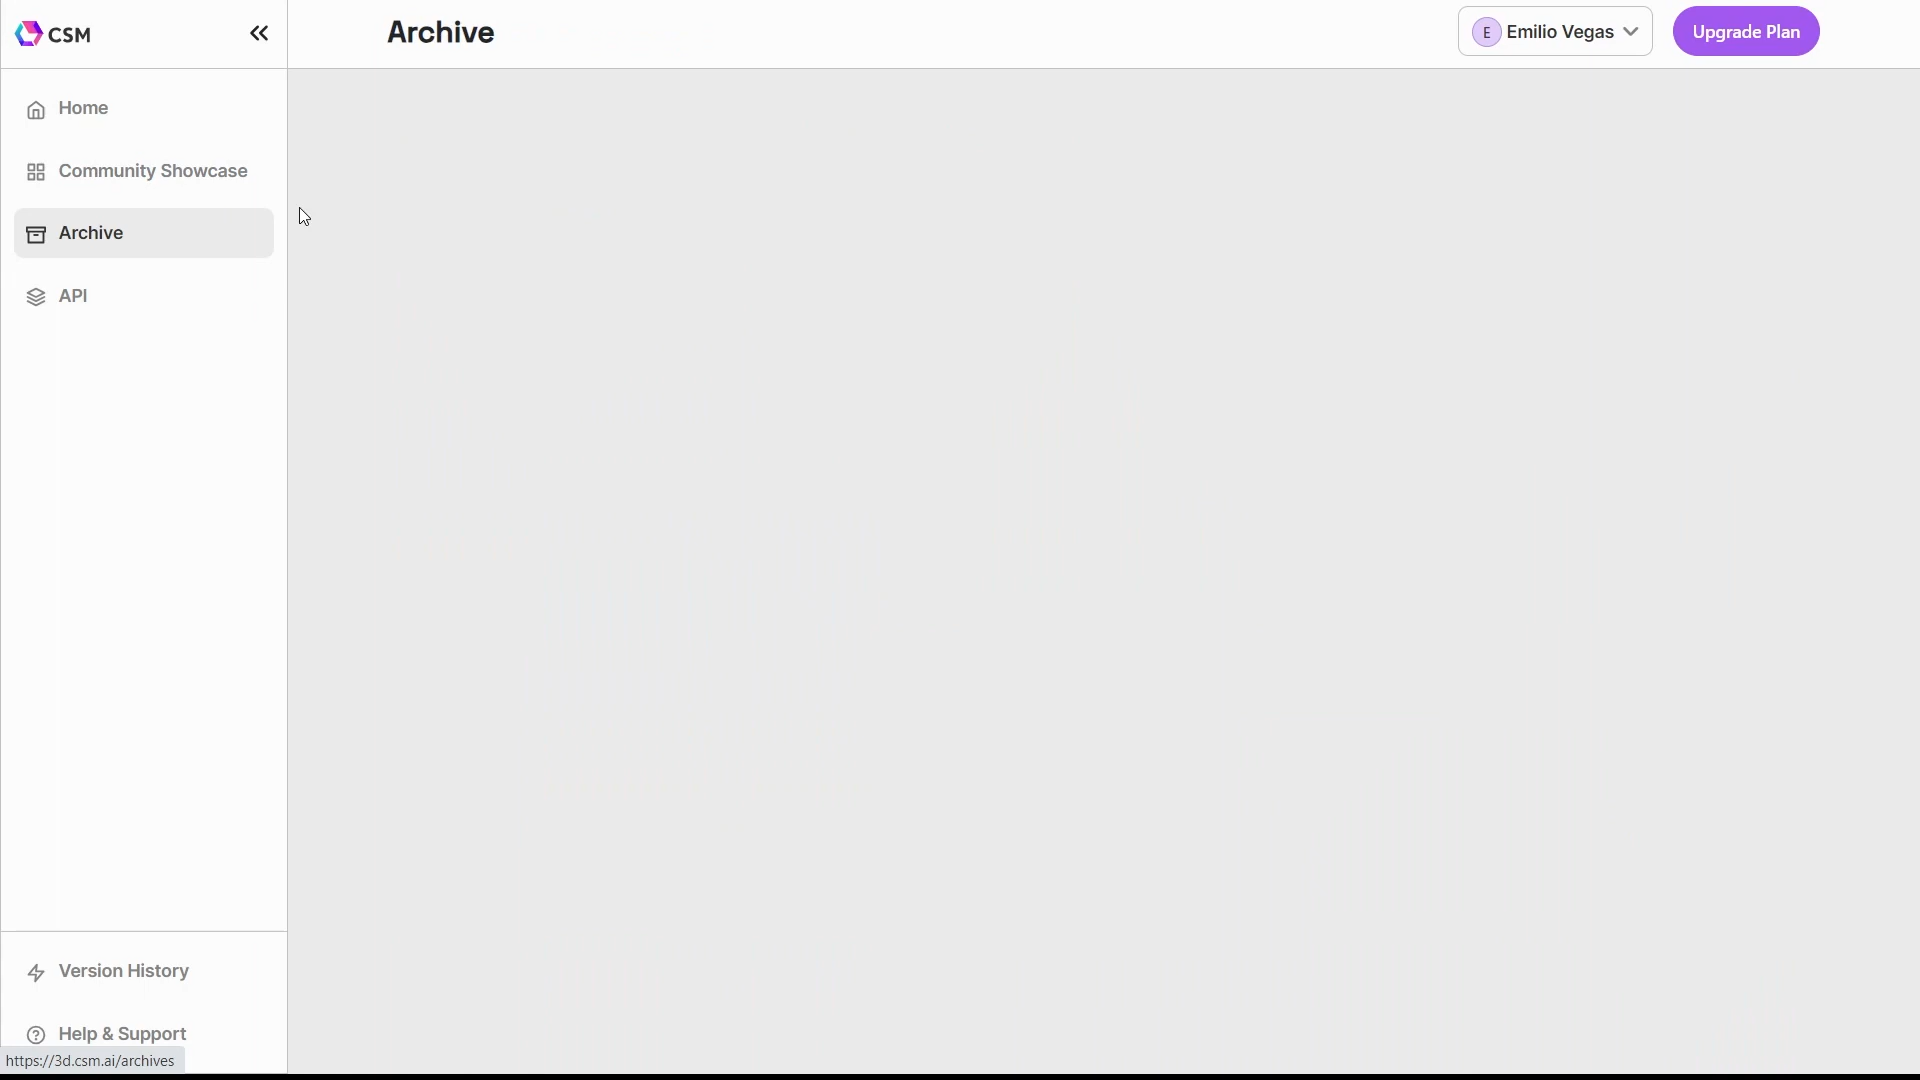 CSM
Archive
E Emilio Vegas
Upgrade Plan
Home
Community Showcase
Archive
API
Version History
Help & Support
https://3d.csm.ai/archives